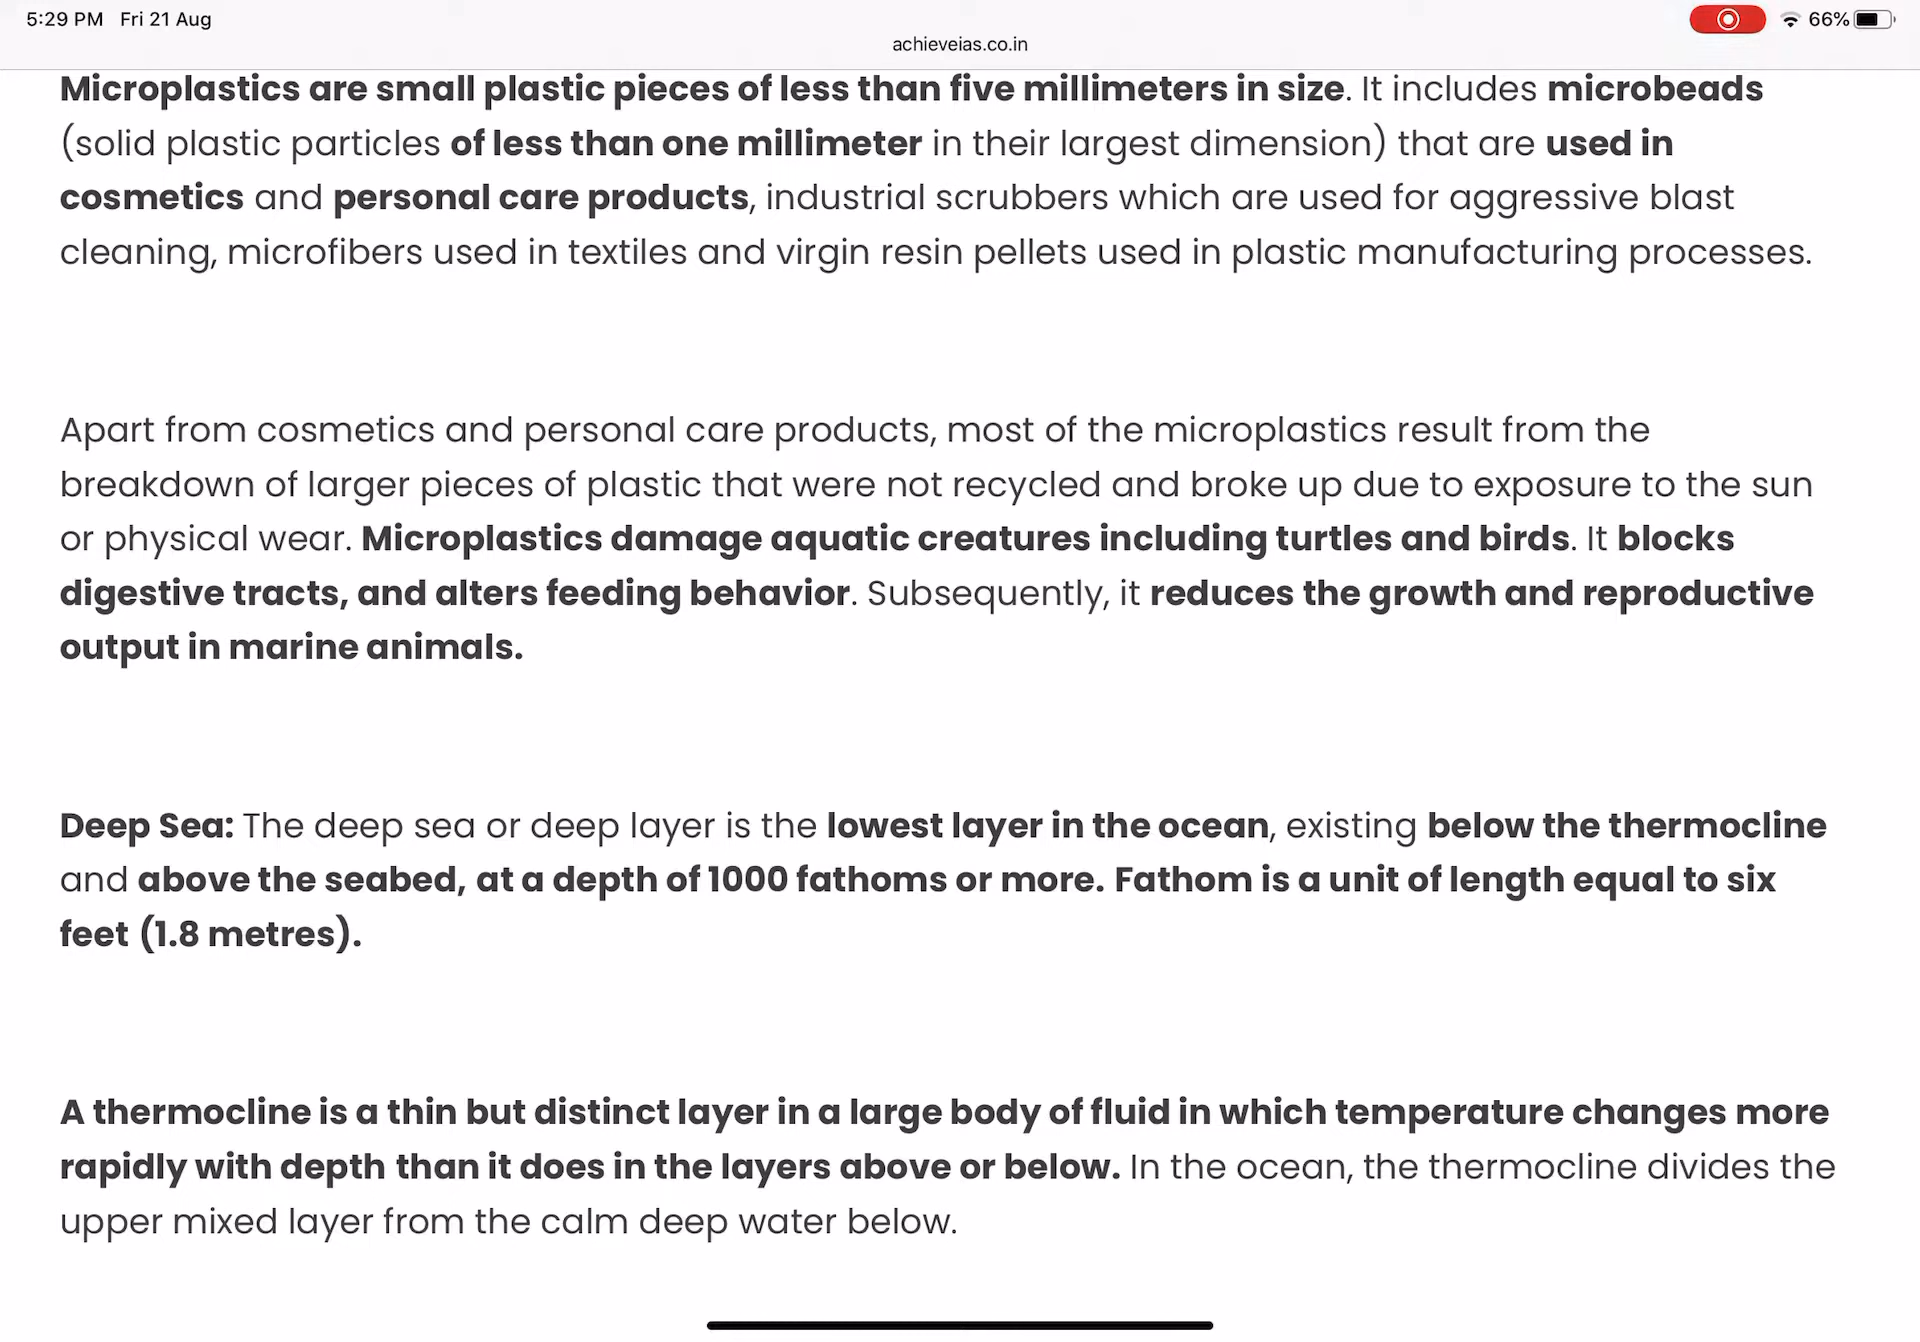 5:29 PM Fri 21 Aug
66%
achieveias.co.in
Microplastics are small plastic pieces of less than five millimeters in size. It includes microbeads
(solid plastic particles of less than one millimeter in their largest dimension) that are used in
cosmetics and personal care products, industrial scrubbers which are used for aggressive blast
cleaning, microfibers used in textiles and virgin resin pellets used in plastic manufacturing processes.
Apart from cosmetics and personal care products, most of the microplastics result from the
breakdown of larger pieces of plastic that were not recycled and broke up due to exposure to the sun
or physical wear. Microplastics damage aquatic creatures including turtles and birds. It blocks
digestive tracts, and alters feeding behavior. Subsequently, it reduces the growth and reproductive
output in marine animals.
Deep Sea: The deep sea or deep layer is the lowest layer in the ocean, existing below the thermocline
and above the seabed, at a depth of 1000 fathoms or more. Fathom is a unit of length equal to six
feet (1.8 metres).
A thermocline is a thin but distinct layer in a large body of fluid in which temperature changes more
rapidly with depth than it does in the layers above or below. In the ocean, the thermocline divides the
upper mixed layer from the calm deep water below.